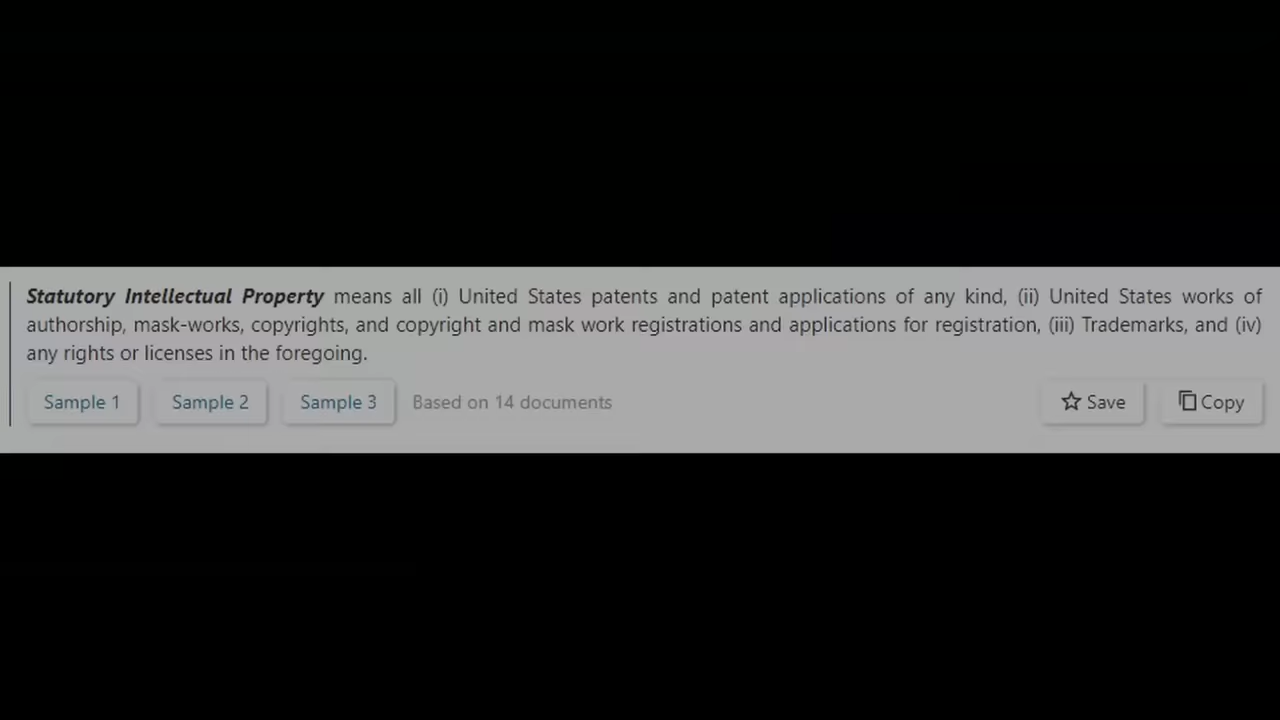 Statutory Intellectual Property means all (i) United States patents and patent applications of any kind, (ii) United States works of
authorship, mask-works, copyrights, and copyright and mask work registrations and applications for registration, (iii) Trademarks, and (iv)
any rights or licenses in the foregoing.
Sample 1 Sample 2 Sample 3 Based on 14 documents Save Copy